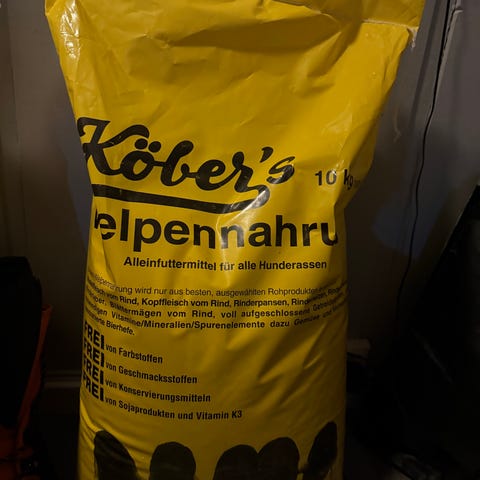 Köber's
10 kg
elpennahru
Alleinfuttermittel für alle Hunderassen
wird nur aus besten, ausgewählten Rohprodukten
vom Rind, Kopffleisch vom Rind, Rinderpansen,
Blättermägen vom Rind, voll aufgeschlossene
Vitamine/Mineralien/Spurenelemente dazu Gemüse und
Bierhefe.
FREI von Farbstoffen
FREI von Geschmacksstoffen
FREI von Konservierungsmitteln
FREI von Sojaprodukten und Vitamin K3